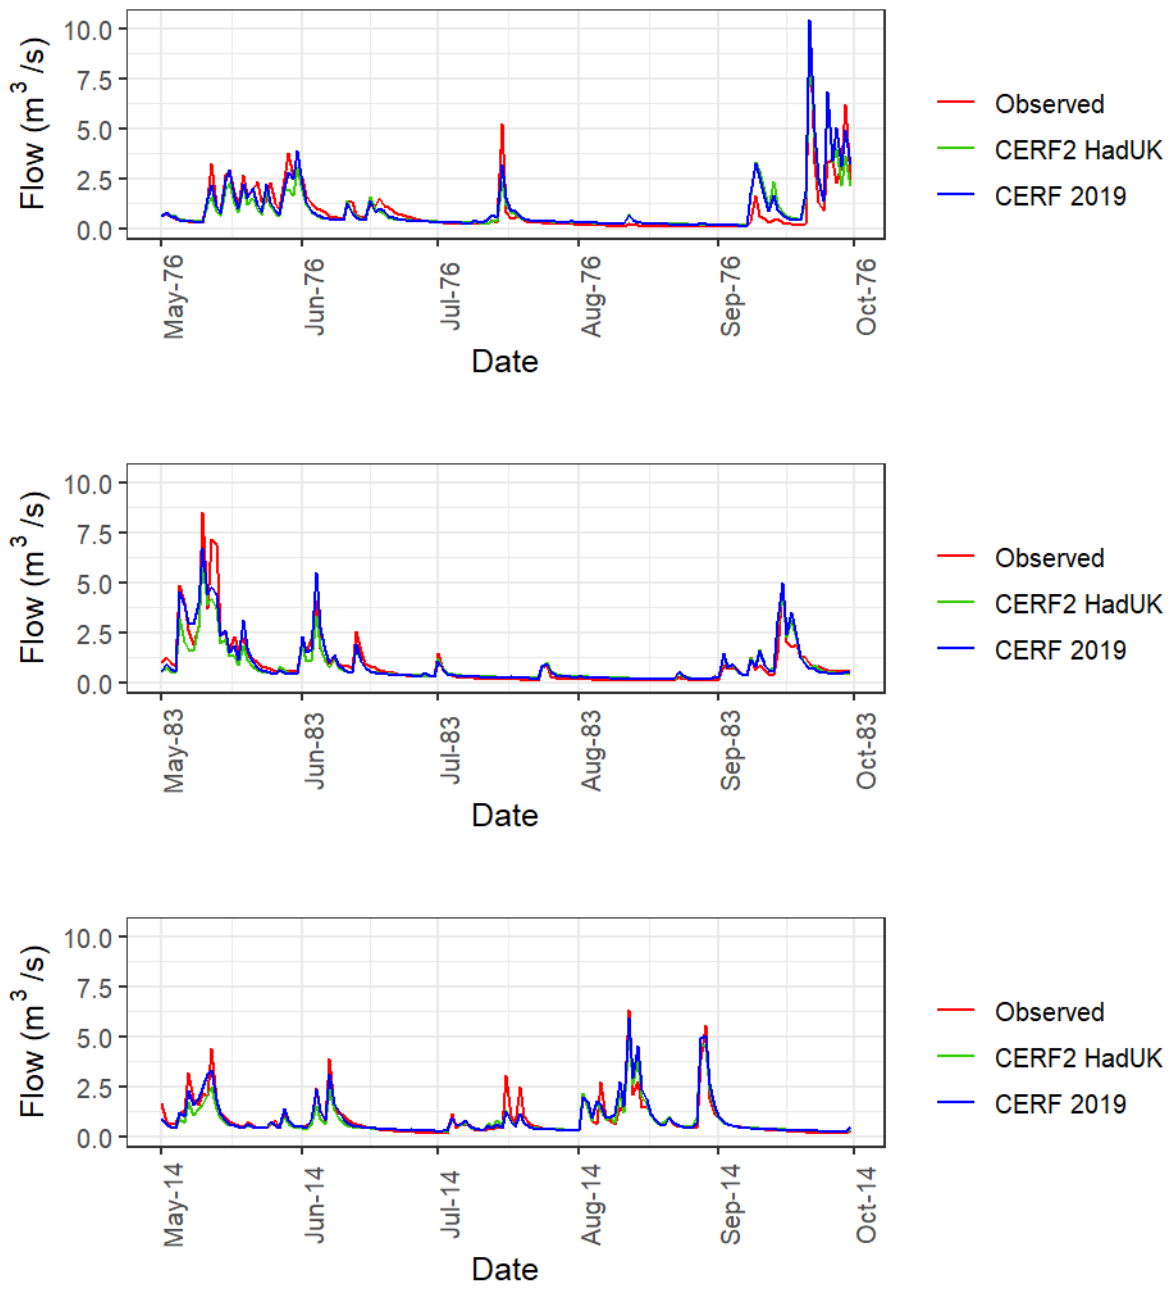 Flow (m³ /s)
10.0
7.5
5.0
2.5
0.0
May-76
Jun-76
Jul-76
Aug-76
Sep-76
Oct-76
Date
Observed
CERF2 HadUK
CERF 2019
Flow (m³ /s)
10.0
7.5
5.0
2.5
0.0
May-83
Jun-83
Jul-83
Aug-83
Sep-83
Oct-83
Date
Observed
CERF2 HadUK
CERF 2019
Flow (m³ /s)
10.0
7.5
5.0
2.5
0.0
May-14
Jun-14
Jul-14
Aug-14
Sep-14
Oct-14
Date
Observed
CERF2 HadUK
CERF 2019